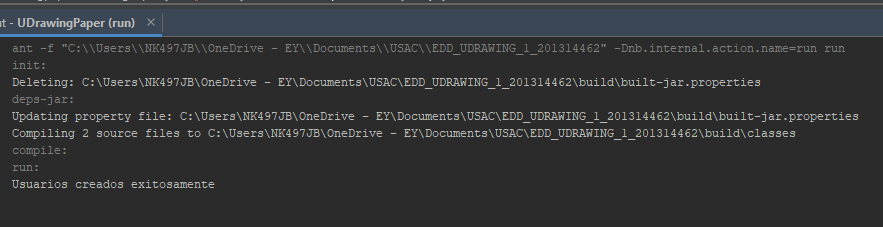 ut - UDrawingPaper (run) ×
ant -f "C:\\Users\\NK497JB\\OneDrive - EY\\Documents\\USAC\\EDD_UDRAWING_1_201314462" -Dnb.internal.action.name=run run
init:
Deleting: C:\Users\NK497JB\OneDrive - EY\Documents\USAC\EDD_UDRAWING_1_201314462\build\built-jar.properties
deps-jar:
Updating property file: C:\Users\NK497JB\OneDrive - EY\Documents\USAC\EDD_UDRAWING_1_201314462\build\built-jar.properties
Compiling 2 source files to C:\Users\NK497JB\OneDrive - EY\Documents\USAC\EDD_UDRAWING_1_201314462\build\classes
compile:
run:
Usuarios creados exitosamente